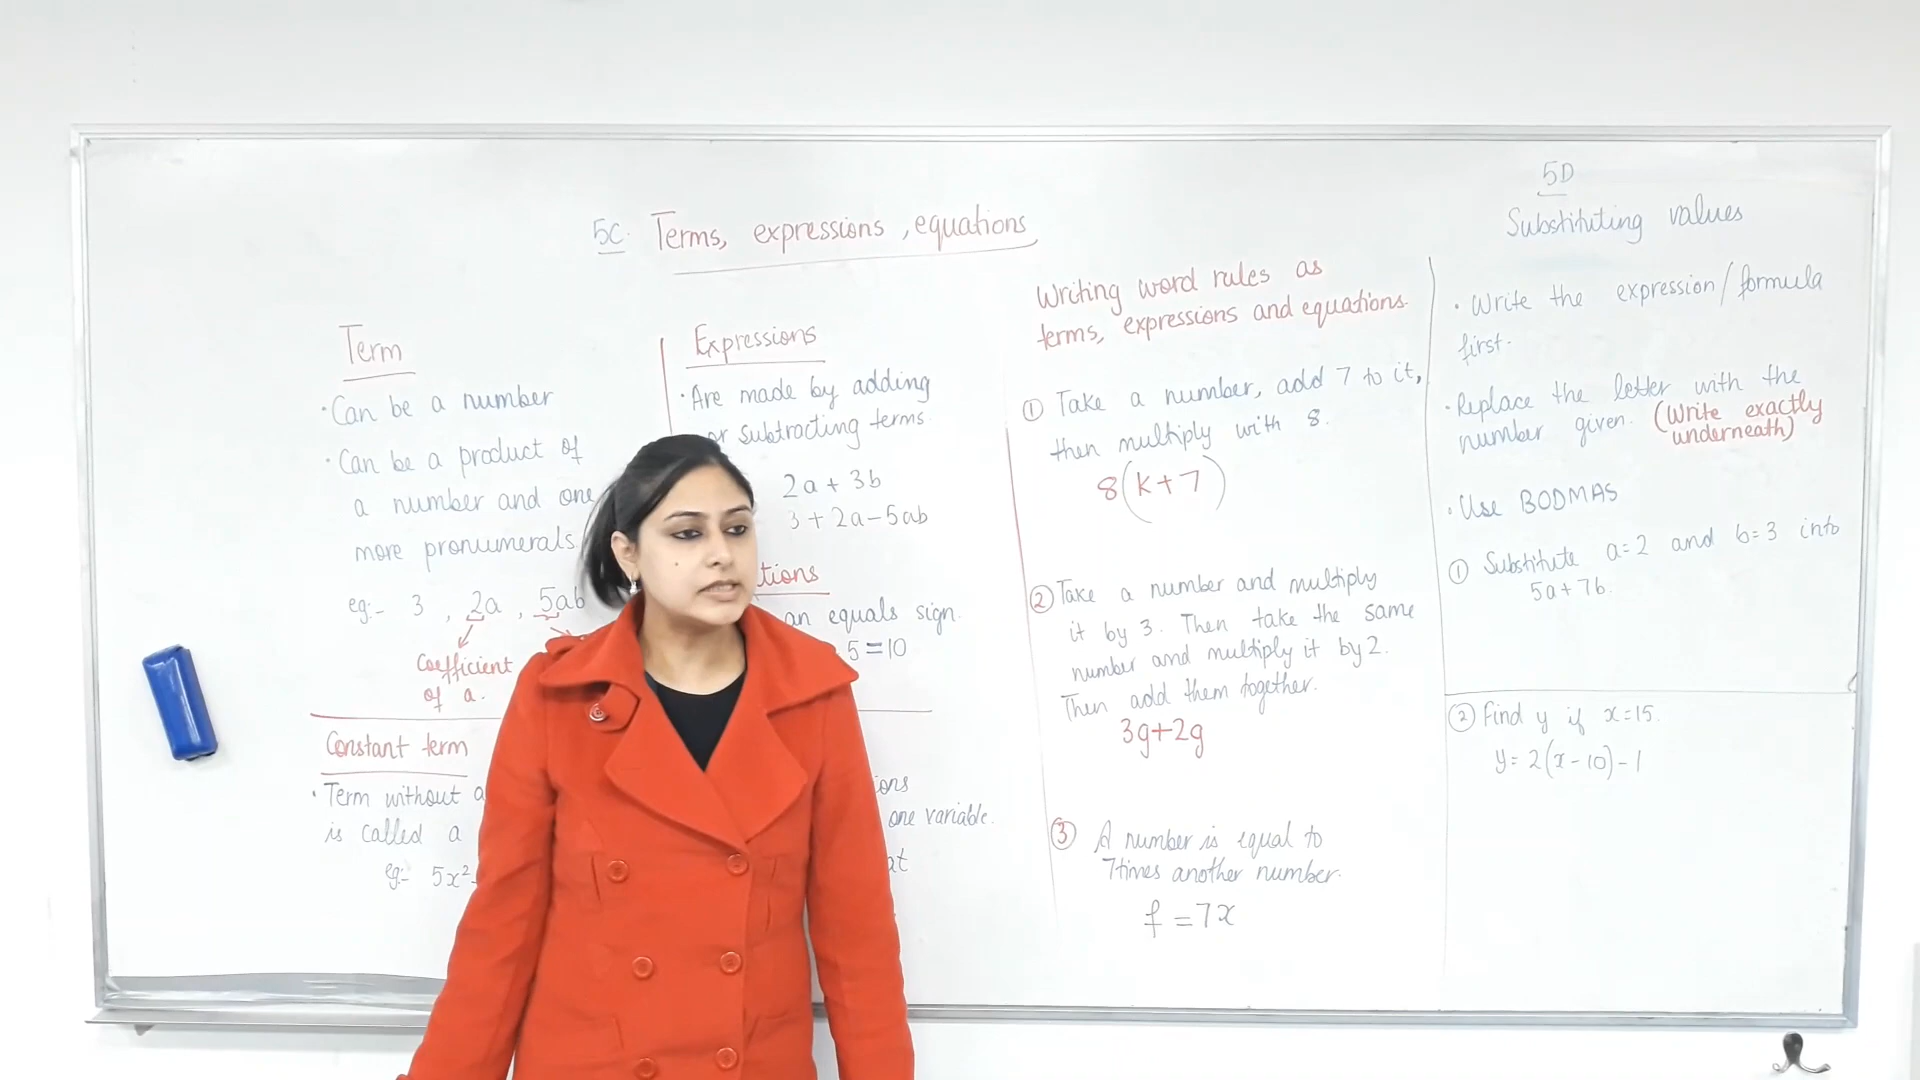 5C. Terms, expressions, equations
Term
· Can be a number
· Can be a product of
a number and one
more pronumerals.
eg:- 3 , 2a , 5ab
Coefficient
of a.
Constant term
· Term without a
is called a
eg:- 5x²
Expressions
· Are made by adding
or subtracting terms.
2a + 3b
3 + 2a - 5ab
tions
an equals sign.
5 = 10
ions
one variable.
at
Writing word rules as
terms, expressions and equations.
① Take a number, add 7 to it,
then multiply with 8.
8(k+7)
② Take a number and multiply
it by 3. Then take the same
number and multiply it by 2.
Then add them together.
3g+2g
③ A number is equal to
7 times another number.
f = 7x
5D
Substituting values
· Write the expression/formula
first.
· Replace the letter with the
number given. (Write exactly
underneath)
· Use BODMAS
① Substitute a=2 and b=3 into
5a+7b.
② Find y if x=15.
y= 2(x-10)-1